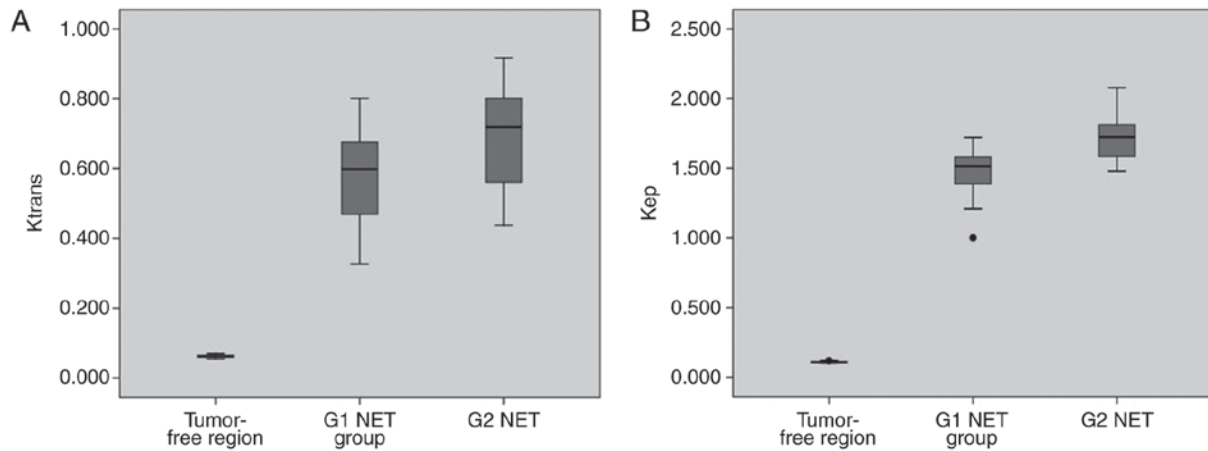 A
1.000
0.800
0.600
0.400
0.200
0.000
Ktrans
Tumor-
free region
G1 NET
group
G2 NET
B
2.500
2.000
1.500
1.000
0.500
0.000
Kep
Tumor-
free region
G1 NET
group
G2 NET